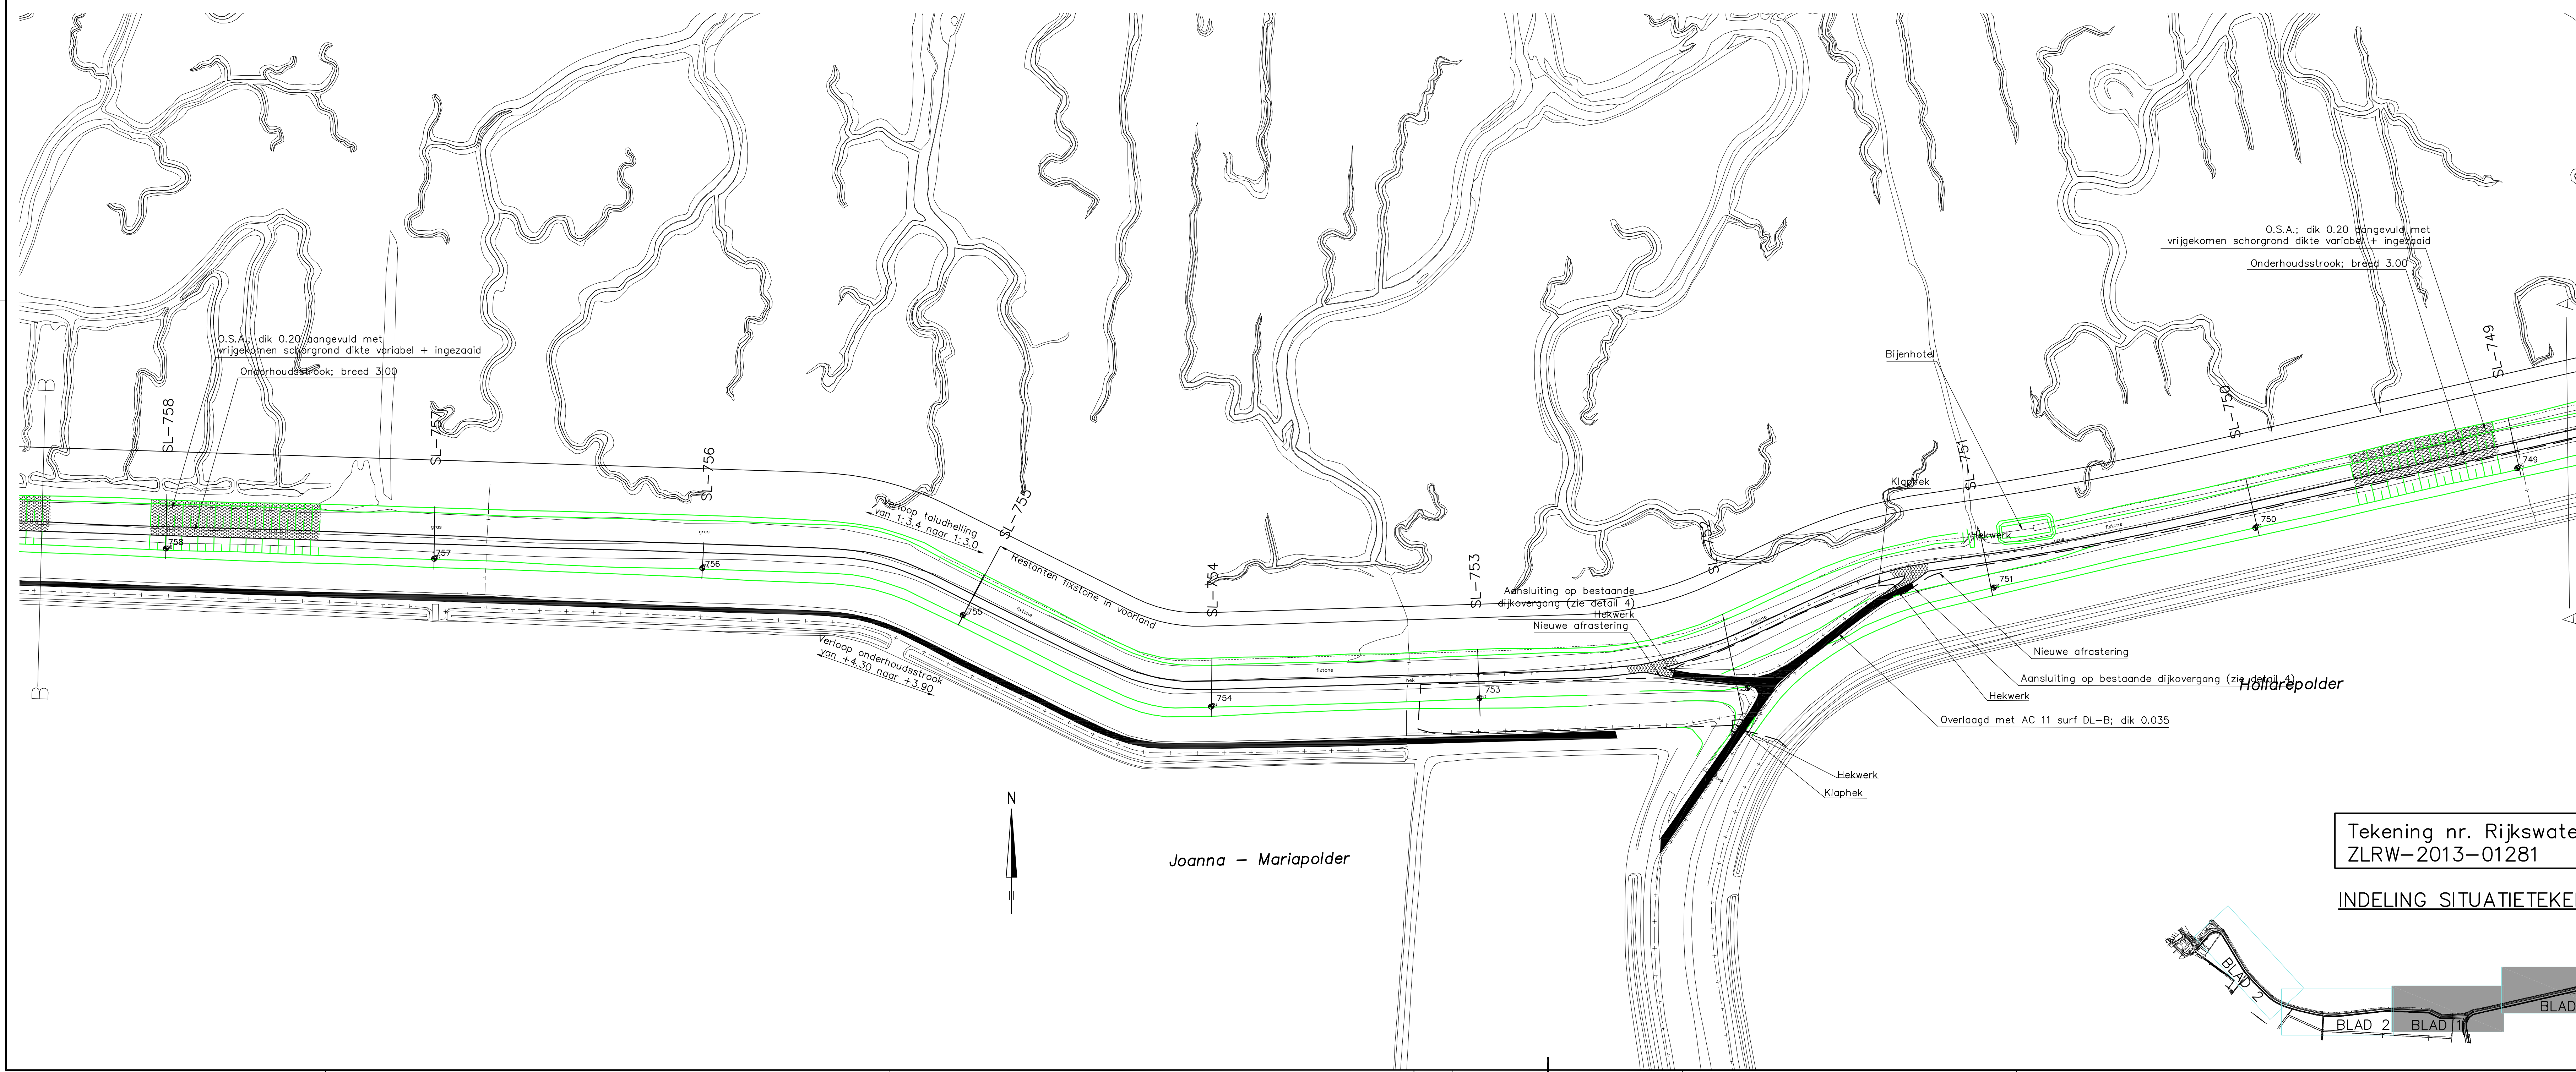 O.S.A.; dik 0.20 aangevuld met
vrijgekomen schorgrond dikte variabel + ingezaaid
Onderhoudsstrook; breed 3.00
O.S.A.; dik 0.20 aangevuld met
vrijgekomen schorgrond dikte variabel + ingezaaid
Onderhoudsstrook; breed 3.00
B
B
A
SL-758
SL-757
SL-756
SL-755
SL-754
SL-753
SL-752
SL-751
SL-750
SL-749
758
757
756
755
754
753
751
750
749
gras
gras
Verloop taludhelling
van 1:3.4 naar 1:3.0
Restanten fixstone in voorland
Verloop onderhoudsstrook
van +4.30 naar +3.90
fixtone
fixtone
fixtone
fixtone
hek
Bijenhotel
Klaphek
Hekwerk
Aansluiting op bestaande
dijkovergang (zie detail 4)
Hekwerk
Nieuwe afrastering
Nieuwe afrastering
Aansluiting op bestaande dijkovergang (zie detail 4)
Hollarepolder
Hekwerk
Overlaagd met AC 11 surf DL-B; dik 0.035
Hekwerk
Klaphek
N
Joanna - Mariapolder
Tekening nr. Rijkswate
ZLRW-2013-01281
INDELING SITUATIETEKE
BLAD 2
BLAD 2
BLAD 1
BLAD